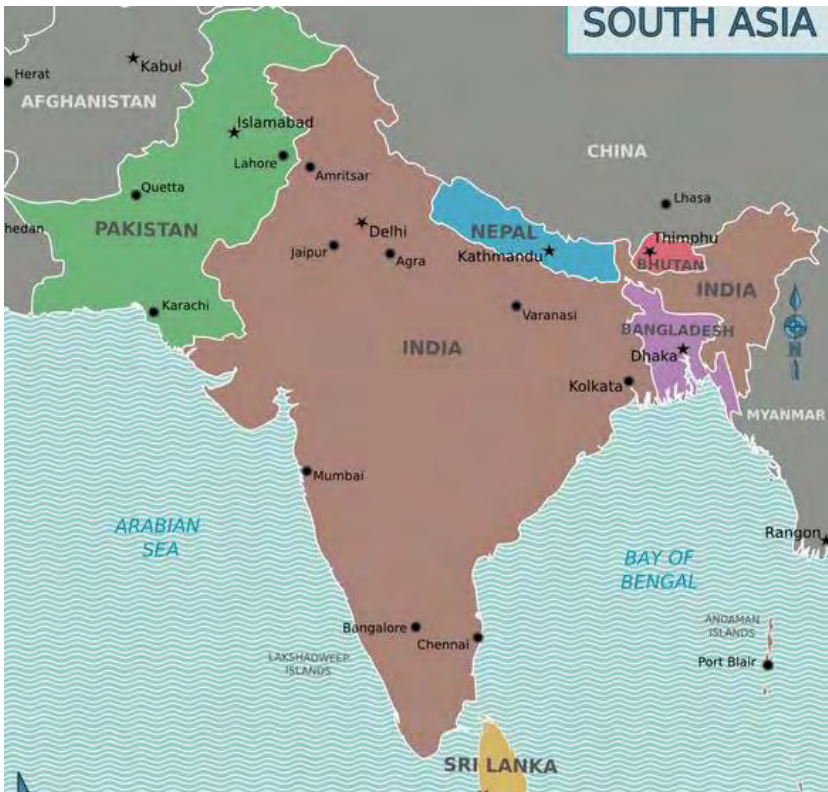 SOUTH ASIA
Kabul
Herat
AFGHANISTAN
Islamabad
CHINA
Lahore
Amritsar
Quetta
Lhasa
hedan
PAKISTAN
Delhi
NEPAL
Thimphu
Jaipur
Agra
Kathmandu
BHUTAN
INDIA
Karachi
Varanasi
BANGLADESH
INDIA
Dhaka
N
Kolkata
MYANMAR
Mumbai
ARABIAN
SEA
Rangon
BAY OF
BENGAL
ANDAMAN
ISLANDS
Bangalore
Chennai
LAKSHADWEEP
ISLANDS
Port Blair
SRI LANKA